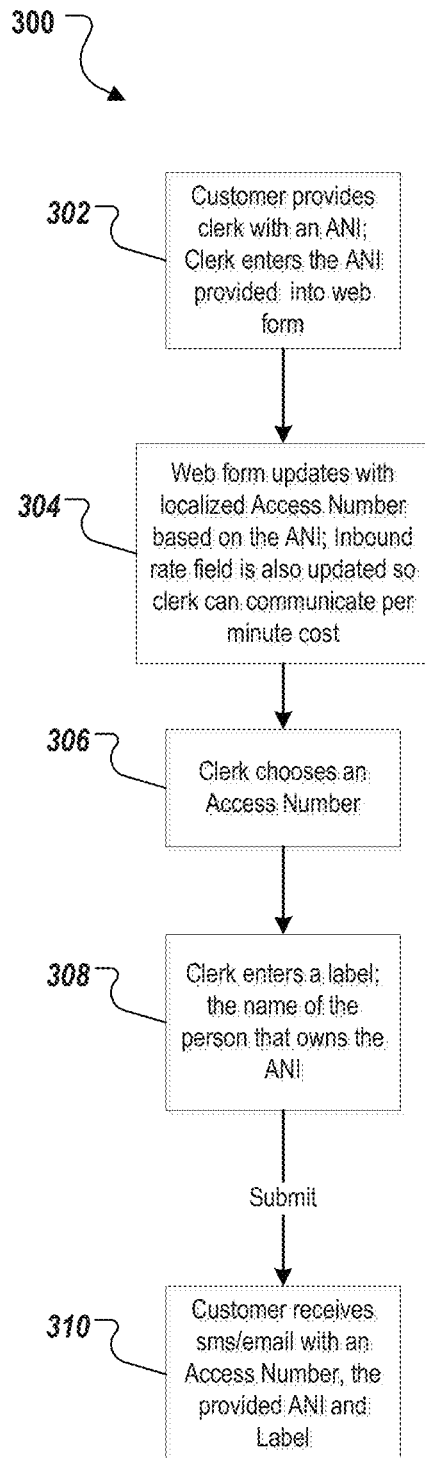 300
302
Customer provides
clerk with an ANI;
Clerk enters the ANI
provided into web
form
304
Web form updates with
localized Access Number
based on the ANI; Inbound
rate field is also updated so
clerk can communicate per
minute cost
306
Clerk chooses an
Access Number
308
Clerk enters a label;
the name of the
person that owns the
ANI
Submit
310
Customer receives
sms/email with an
Access Number, the
provided ANI and
Label